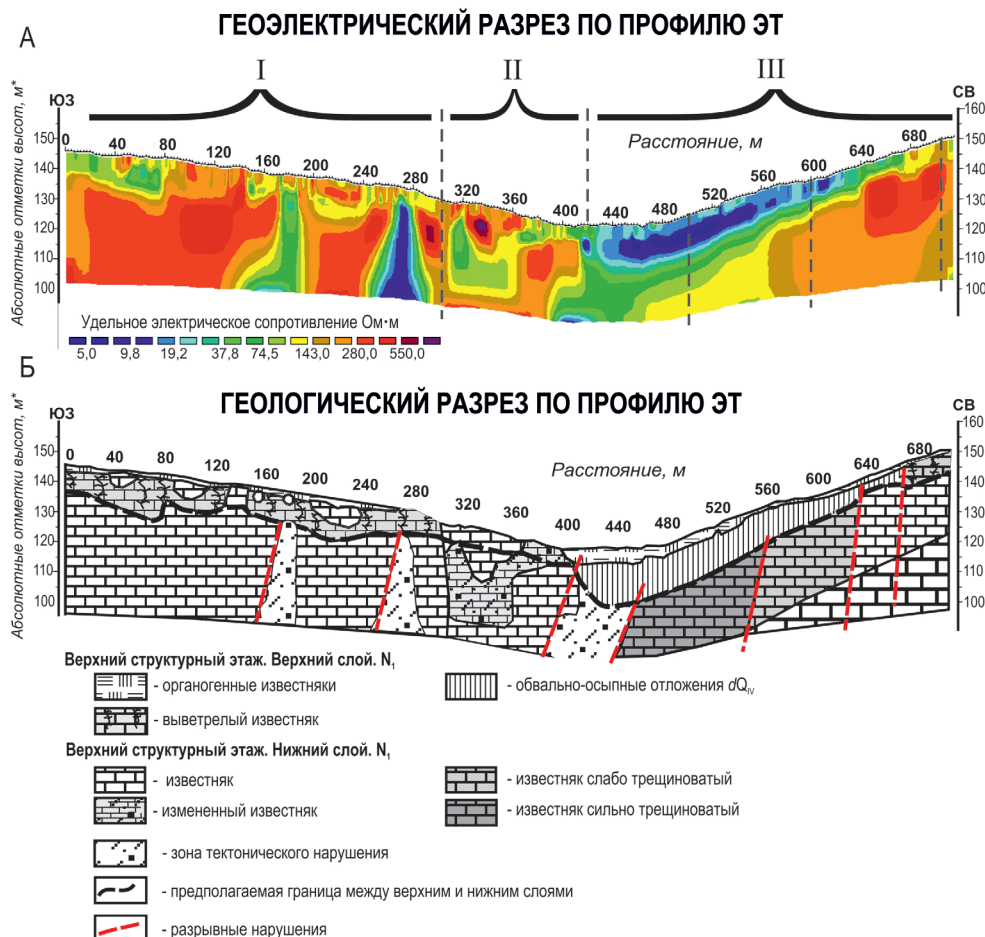 А
ГЕОЭЛЕКТРИЧЕСКИЙ РАЗРЕЗ ПО ПРОФИЛЮ ЭТ
I II III
Абсолютные отметки высот, м*
ЮЗ
СВ
Расстояние, м
0 40 80 120 160 200 240 280 320 360 400 440 480 520 560 600 640 680
150
140
130
120
110
100
160
150
140
130
120
110
100
Удельное электрическое сопротивление Ом·м
5,0 9,8 19,2 37,8 74,5 143,0 280,0 550,0
Б
ГЕОЛОГИЧЕСКИЙ РАЗРЕЗ ПО ПРОФИЛЮ ЭТ
Абсолютные отметки высот, м*
ЮЗ
СВ
Расстояние, м
0 40 80 120 160 200 240 280 320 360 400 440 480 520 560 600 640 680
150
140
130
120
110
100
160
150
140
130
120
110
100
Верхний структурный этаж. Верхний слой. N₁
- органогенные известняки
- обвально-осыпные отложения dQIV
- выветрелый известняк
Верхний структурный этаж. Нижний слой. N₁
- известняк
- известняк слабо трещиноватый
- измененный известняк
- известняк сильно трещиноватый
- зона тектонического нарушения
- предполагаемая граница между верхним и нижним слоями
- разрывные нарушения